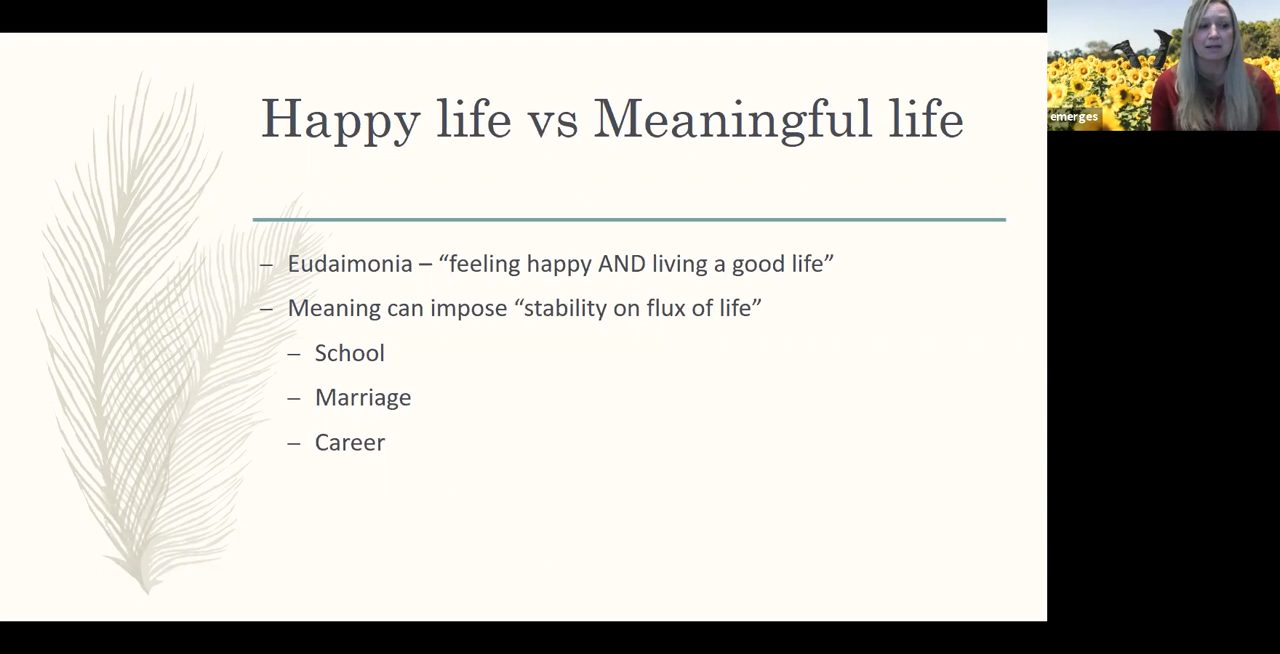 Happy life vs Meaningful life
– Eudaimonia – “feeling happy AND living a good life”
– Meaning can impose “stability on flux of life”
– School
– Marriage
– Career
emerges